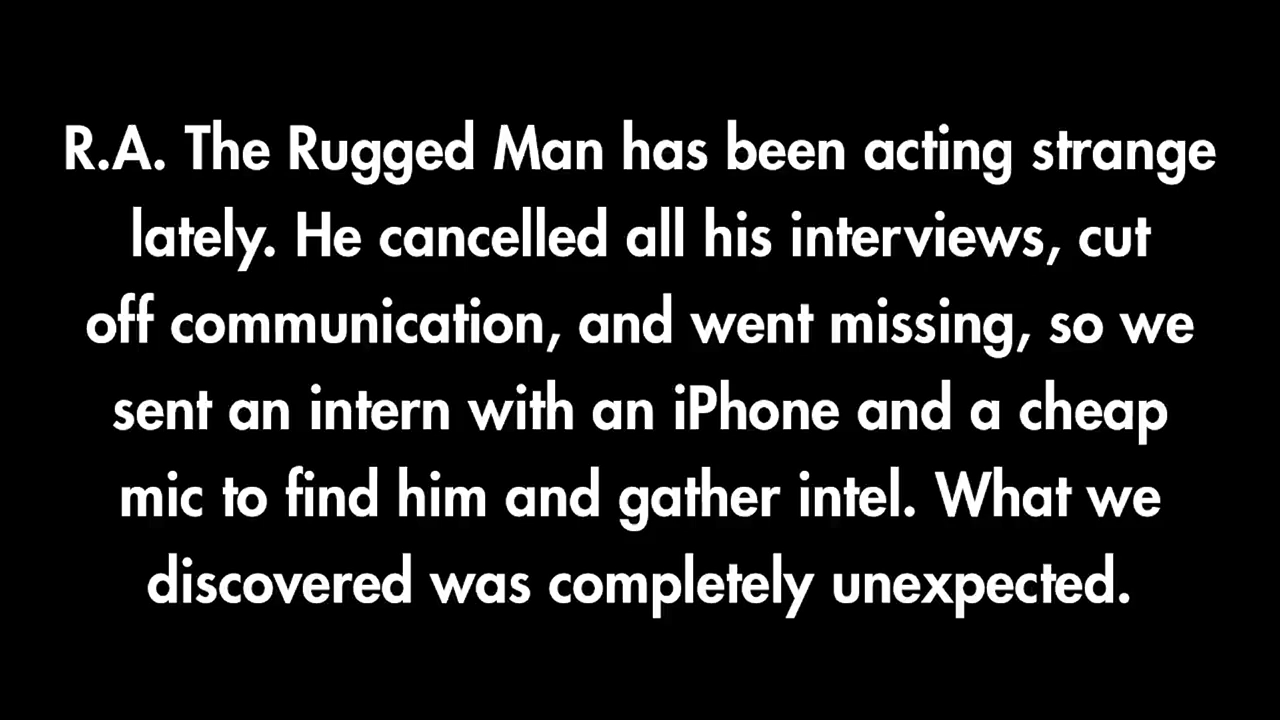 R.A. The Rugged Man has been acting strange
lately. He cancelled all his interviews, cut
off communication, and went missing, so we
sent an intern with an iPhone and a cheap
mic to find him and gather intel. What we
discovered was completely unexpected.